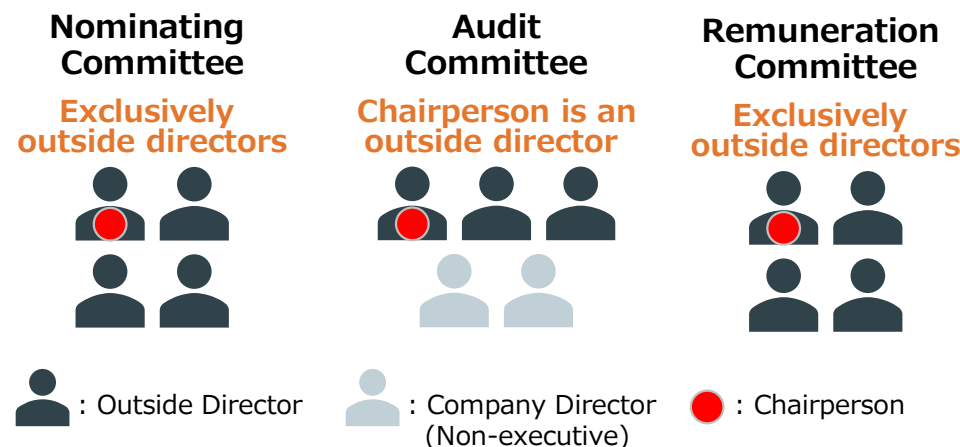 Nominating
Committee
Exclusively
outside directors
Audit
Committee
Chairperson is an
outside director
Remuneration
Committee
Exclusively
outside directors
: Outside Director
: Company Director
(Non-executive)
: Chairperson